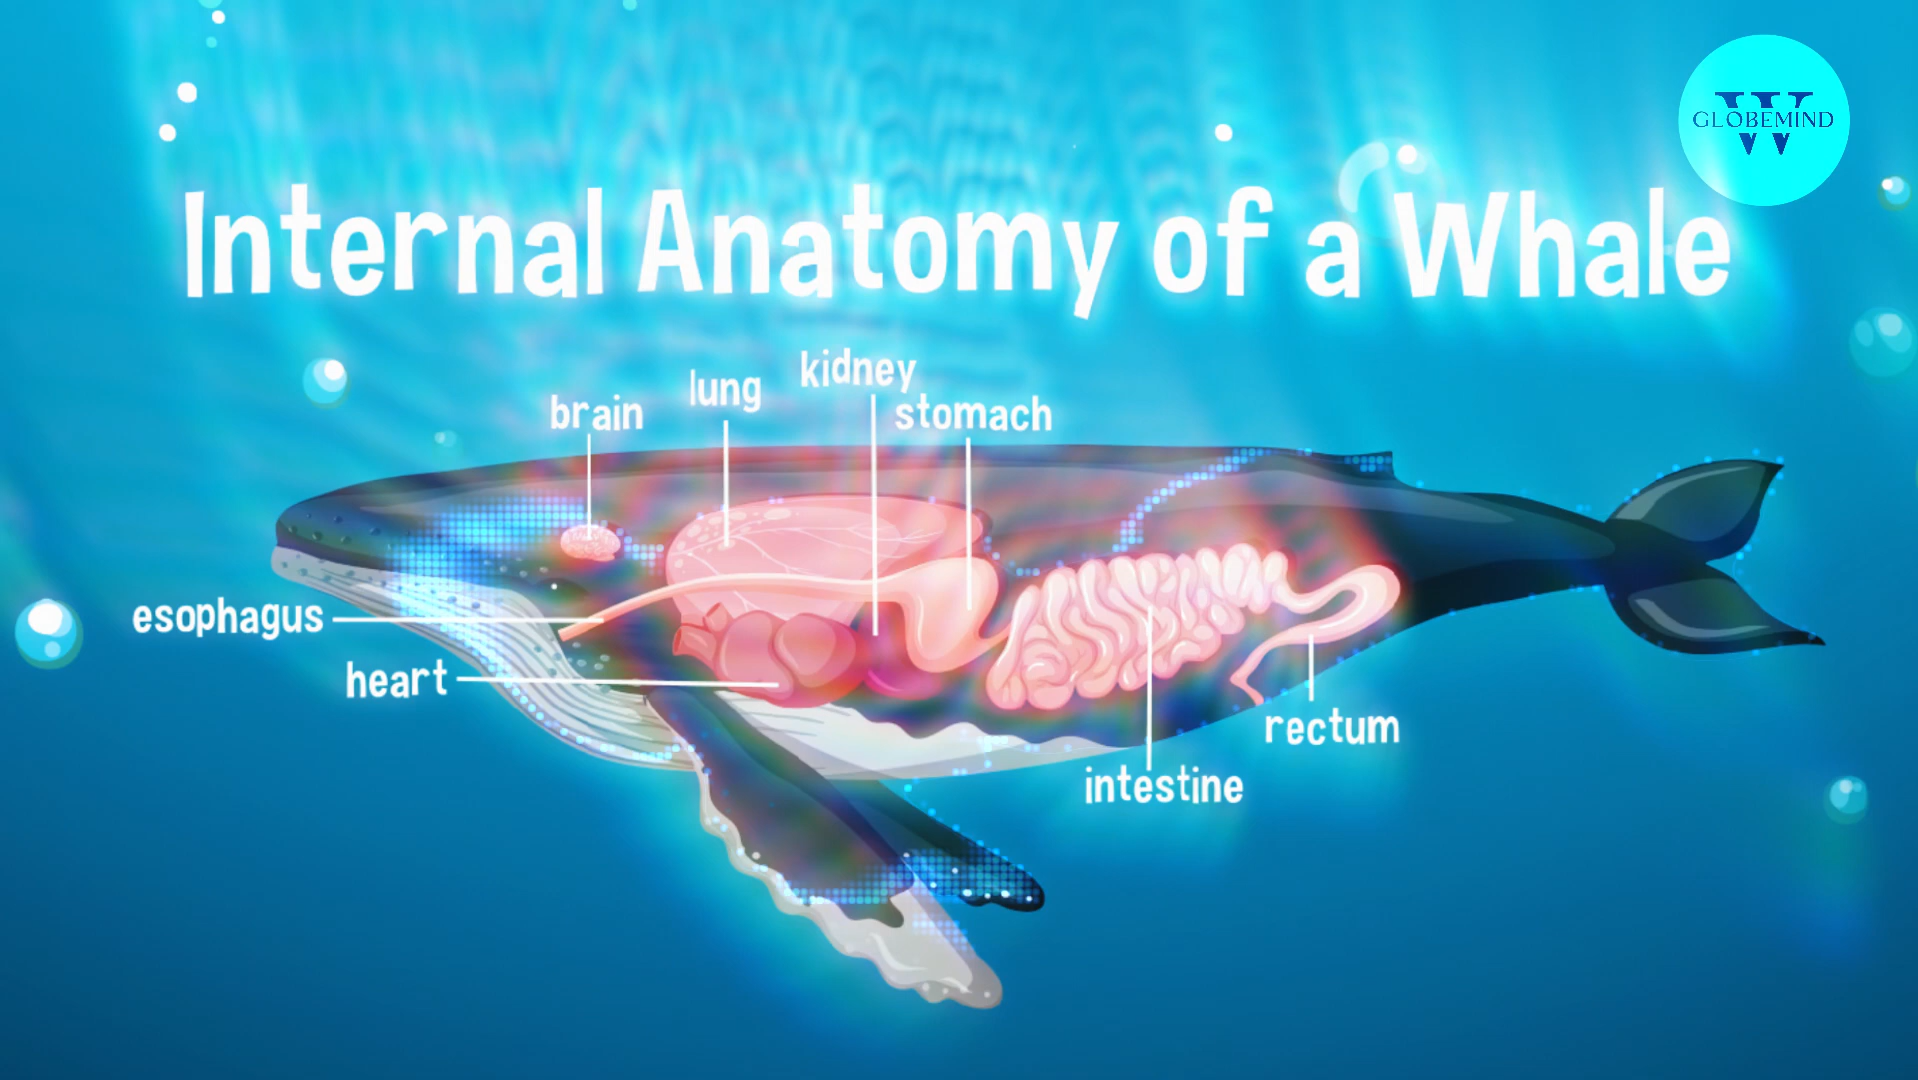 W
GLOBEMIND
Internal Anatomy of a Whale
kidney
lung
brain
stomach
esophagus
heart
rectum
intestine